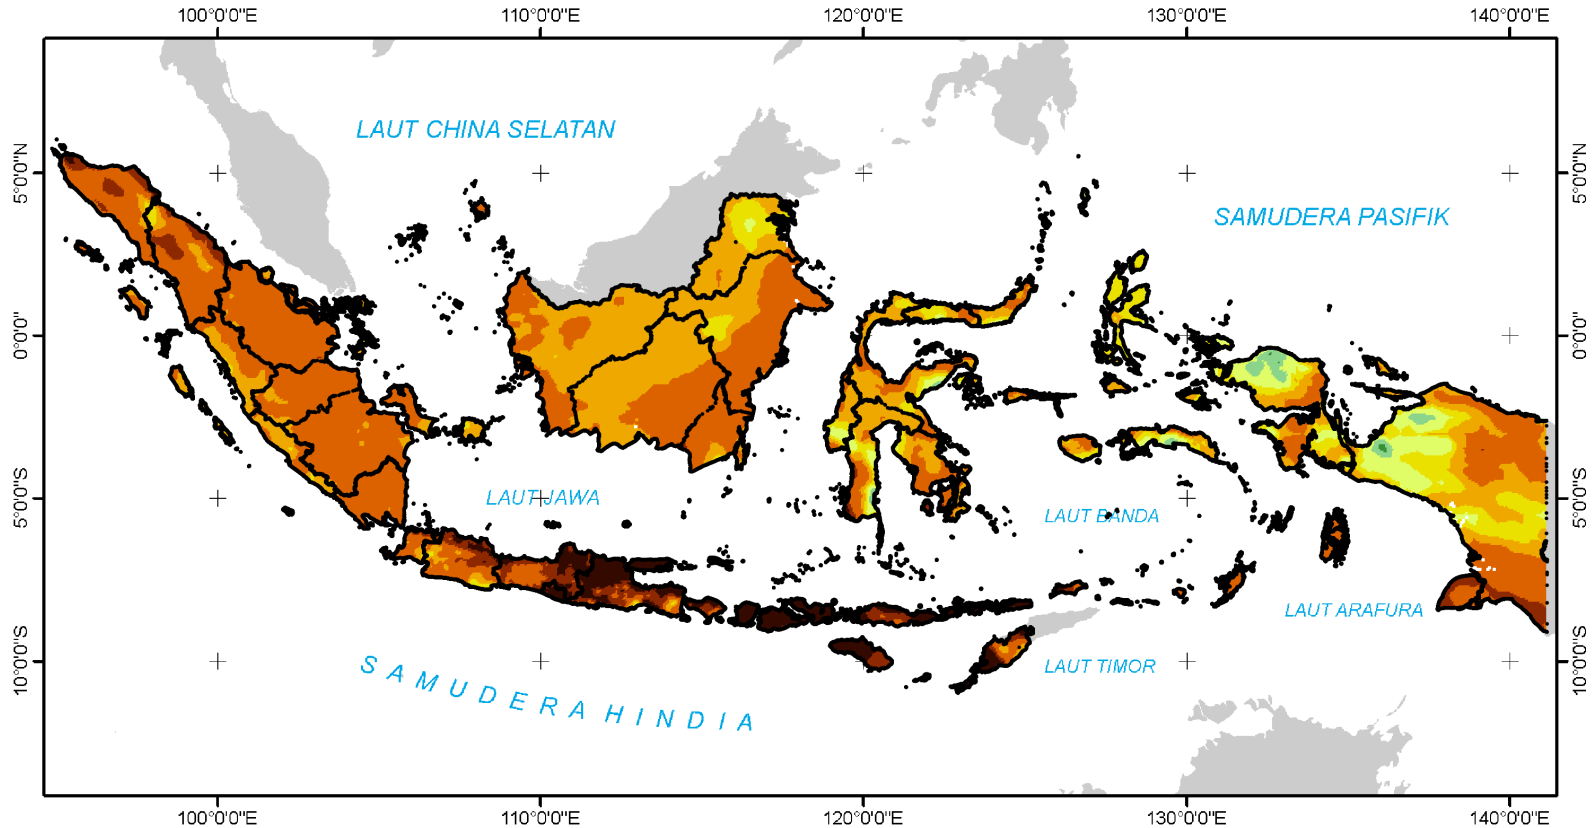 100°0'0"E 110°0'0"E 120°0'0"E 130°0'0"E 140°0'0"E
LAUT CHINA SELATAN
5°0'0"N 5°0'0"N
SAMUDERA PASIFIK
0°0'0" 0°0'0"
LAUT JAWA
5°0'0"S 5°0'0"S
LAUT BANDA
LAUT ARAFURA
10°0'0"S 10°0'0"S
LAUT TIMOR
SAMUDERA HINDIA
100°0'0"E 110°0'0"E 120°0'0"E 130°0'0"E 140°0'0"E